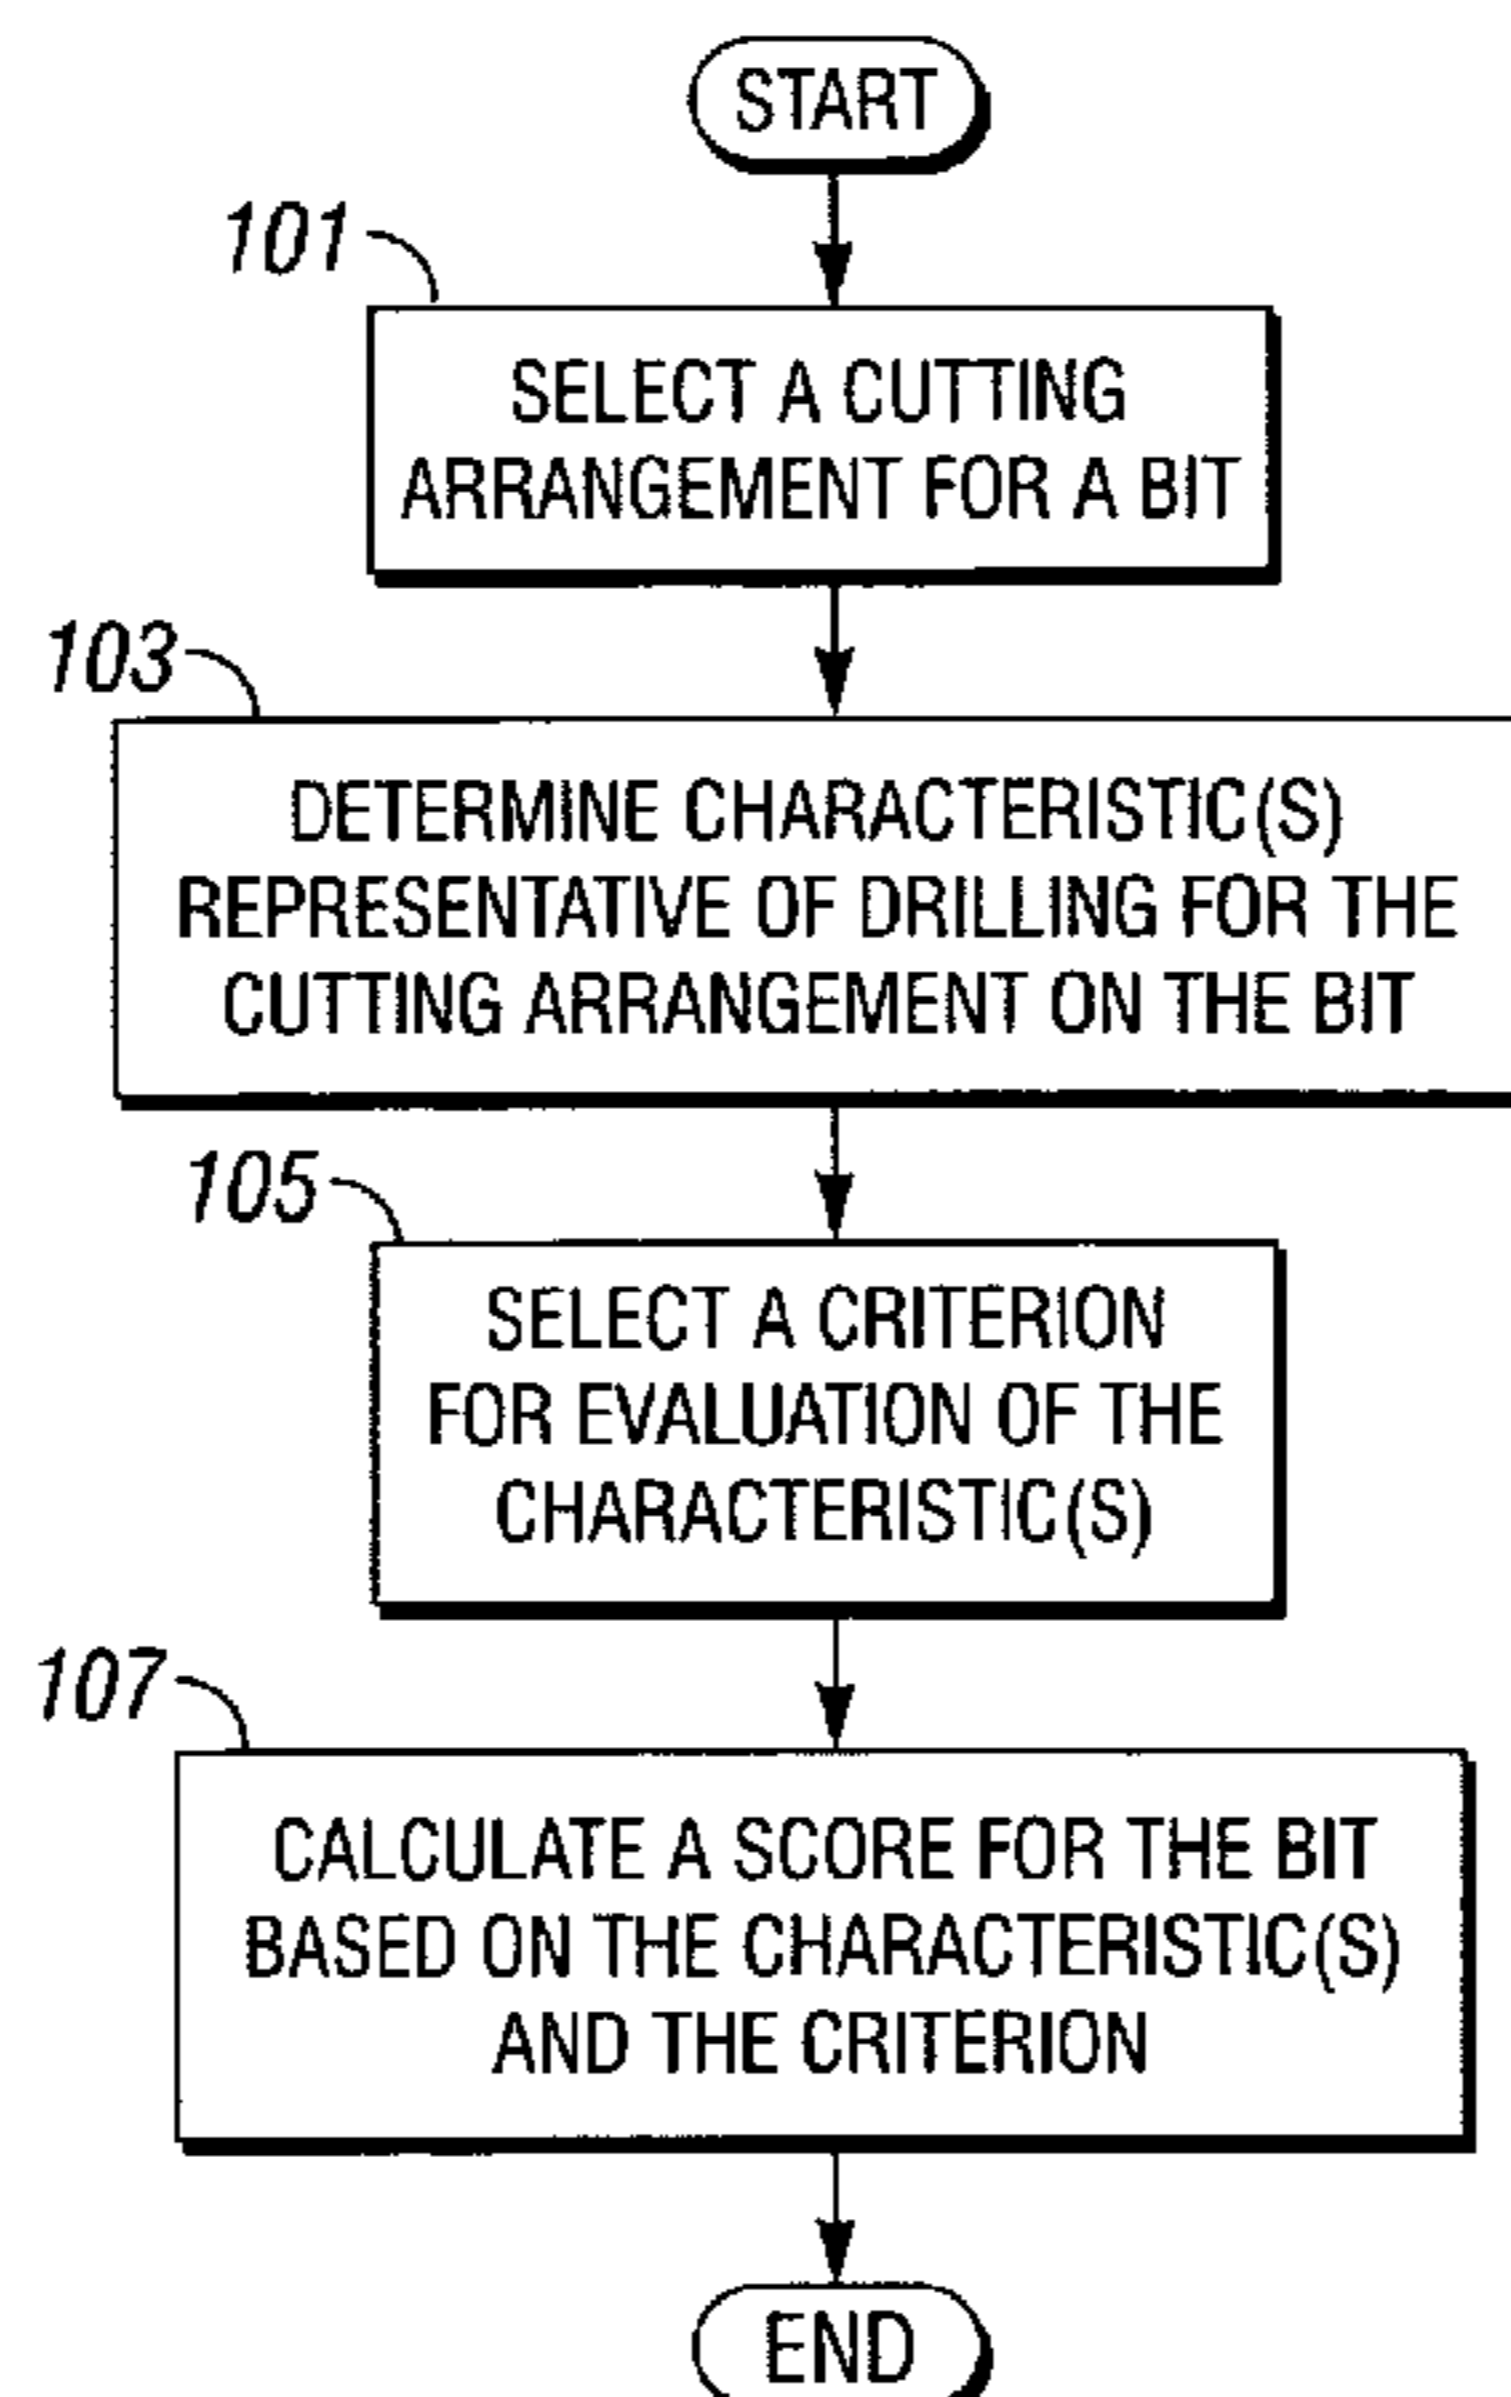 START
101
SELECT A CUTTING
ARRANGEMENT FOR A BIT
103
DETERMINE CHARACTERISTIC(S)
REPRESENTATIVE OF DRILLING FOR THE
CUTTING ARRANGEMENT ON THE BIT
105
SELECT A CRITERION
FOR EVALUATION OF THE
CHARACTERISTIC(S)
107
CALCULATE A SCORE FOR THE BIT
BASED ON THE CHARACTERISTIC(S)
AND THE CRITERION
END